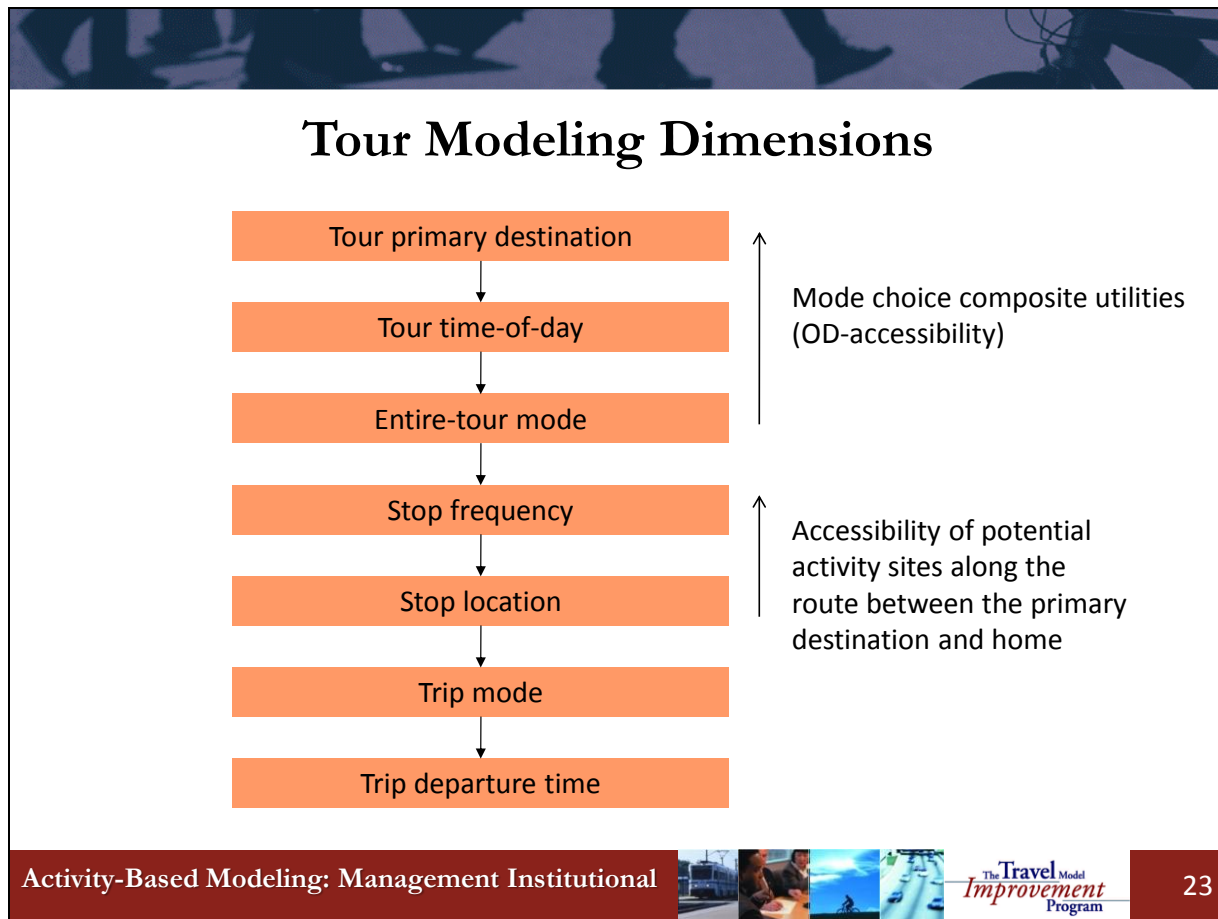 Tour Modeling Dimensions
Tour primary destination
Tour time-of-day
Entire-tour mode
Stop frequency
Stop location
Trip mode
Trip departure time
Mode choice composite utilities
(OD-accessibility)
Accessibility of potential
activity sites along the
route between the primary
destination and home
Activity-Based Modeling: Management Institutional
The Travel Model
Improvement
Program
23